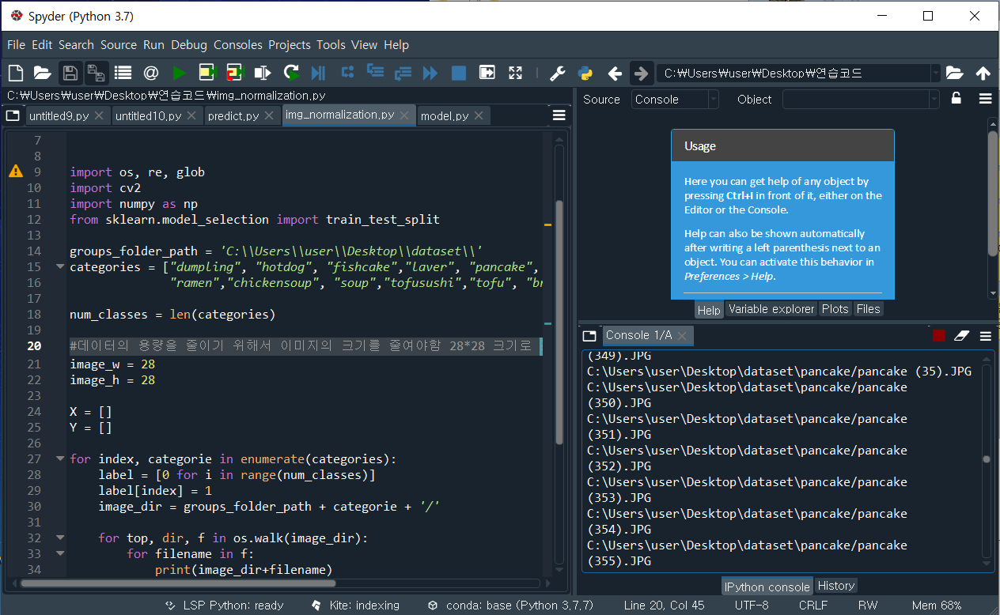 Spyder (Python 3.7)
File Edit Search Source Run Debug Consoles Projects Tools View Help
C:₩Users₩user₩Desktop₩연습코드
C:₩Users₩user₩Desktop₩연습코드₩img_normalization.py
untitled9.py untitled10.py predict.py img_normalization.py model.py
7
8
9 import os, re, glob
10 import cv2
11 import numpy as np
12 from sklearn.model_selection import train_test_split
13
14 groups_folder_path = 'C:\\Users\\user\\Desktop\\dataset\\'
15 categories = ["dumpling", "hotdog", "fishcake","laver", "pancake",
16 "ramen","chickensoup", "soup","tofusushi","tofu",
17
18 num_classes = len(categories)
19
20 #데이터의 용량을 줄이기 위해서 이미지의 크기를 줄여야함 28*28 크기로
21 image_w = 28
22 image_h = 28
23
24 X = []
25 Y = []
26
27 for index, categorie in enumerate(categories):
28 label = [0 for i in range(num_classes)]
29 label[index] = 1
30 image_dir = groups_folder_path + categorie + '/'
31
32 for top, dir, f in os.walk(image_dir):
33 for filename in f:
34 print(image_dir+filename)
Source Console Object
Usage
Here you can get help of any object by
pressing Ctrl+I in front of it, either on the
Editor or the Console.
Help can also be shown automatically
after writing a left parenthesis next to an
object. You can activate this behavior in
Preferences > Help.
Help Variable explorer Plots Files
Console 1/A
(349).JPG
C:\Users\user\Desktop\dataset\pancake/pancake (35).JPG
C:\Users\user\Desktop\dataset\pancake/pancake
(350).JPG
C:\Users\user\Desktop\dataset\pancake/pancake
(351).JPG
C:\Users\user\Desktop\dataset\pancake/pancake
(352).JPG
C:\Users\user\Desktop\dataset\pancake/pancake
(353).JPG
C:\Users\user\Desktop\dataset\pancake/pancake
(354).JPG
C:\Users\user\Desktop\dataset\pancake/pancake
(355).JPG
IPython console History
LSP Python: ready Kite: indexing conda: base (Python 3.7.7) Line 20, Col 45 UTF-8 CRLF RW Mem 68%